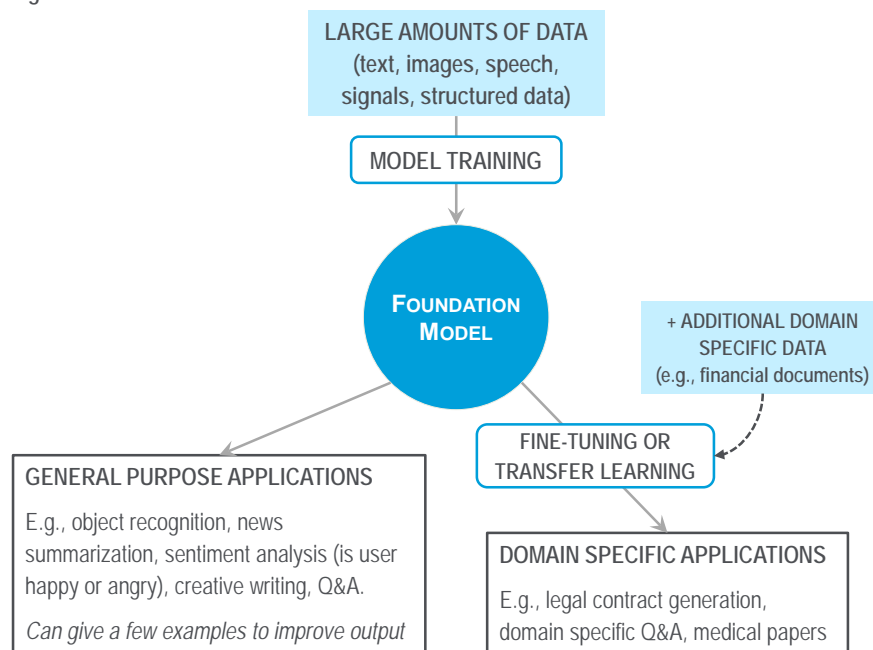 LARGE AMOUNTS OF DATA
(text, images, speech,
signals, structured data)
MODEL TRAINING
FOUNDATION
MODEL
+ ADDITIONAL DOMAIN
SPECIFIC DATA
(e.g., financial documents)
FINE-TUNING OR
TRANSFER LEARNING
GENERAL PURPOSE APPLICATIONS
E.g., object recognition, news
summarization, sentiment analysis (is user
happy or angry), creative writing, Q&A.
Can give a few examples to improve output
DOMAIN SPECIFIC APPLICATIONS
E.g., legal contract generation,
domain specific Q&A, medical papers